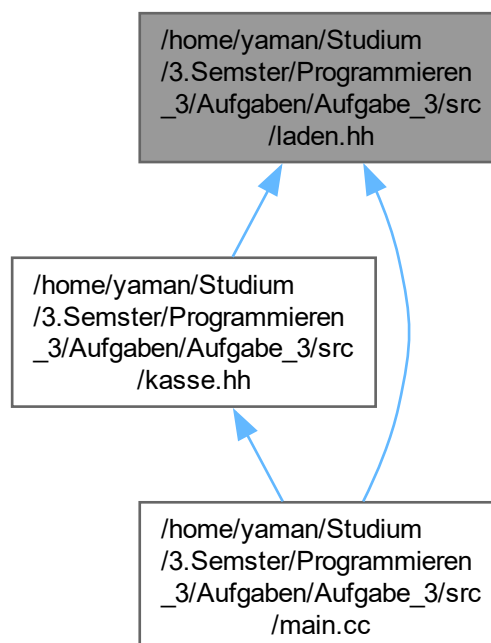 /home/yaman/Studium
/3.Semster/Programmieren
_3/Aufgaben/Aufgabe_3/src
/laden.hh
/home/yaman/Studium
/3.Semster/Programmieren
_3/Aufgaben/Aufgabe_3/src
/kasse.hh
/home/yaman/Studium
/3.Semster/Programmieren
_3/Aufgaben/Aufgabe_3/src
/main.cc